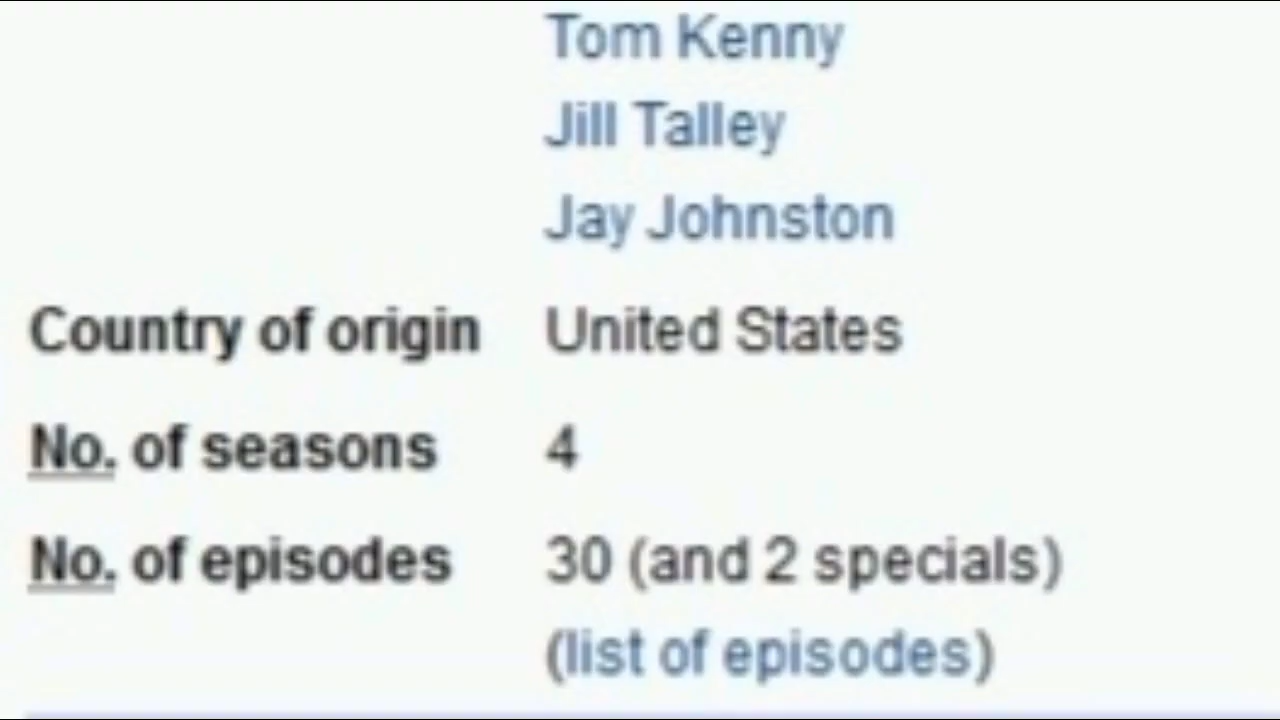 Tom Kenny
Jill Talley
Jay Johnston
Country of origin United States
No. of seasons 4
No. of episodes 30 (and 2 specials)
(list of episodes)